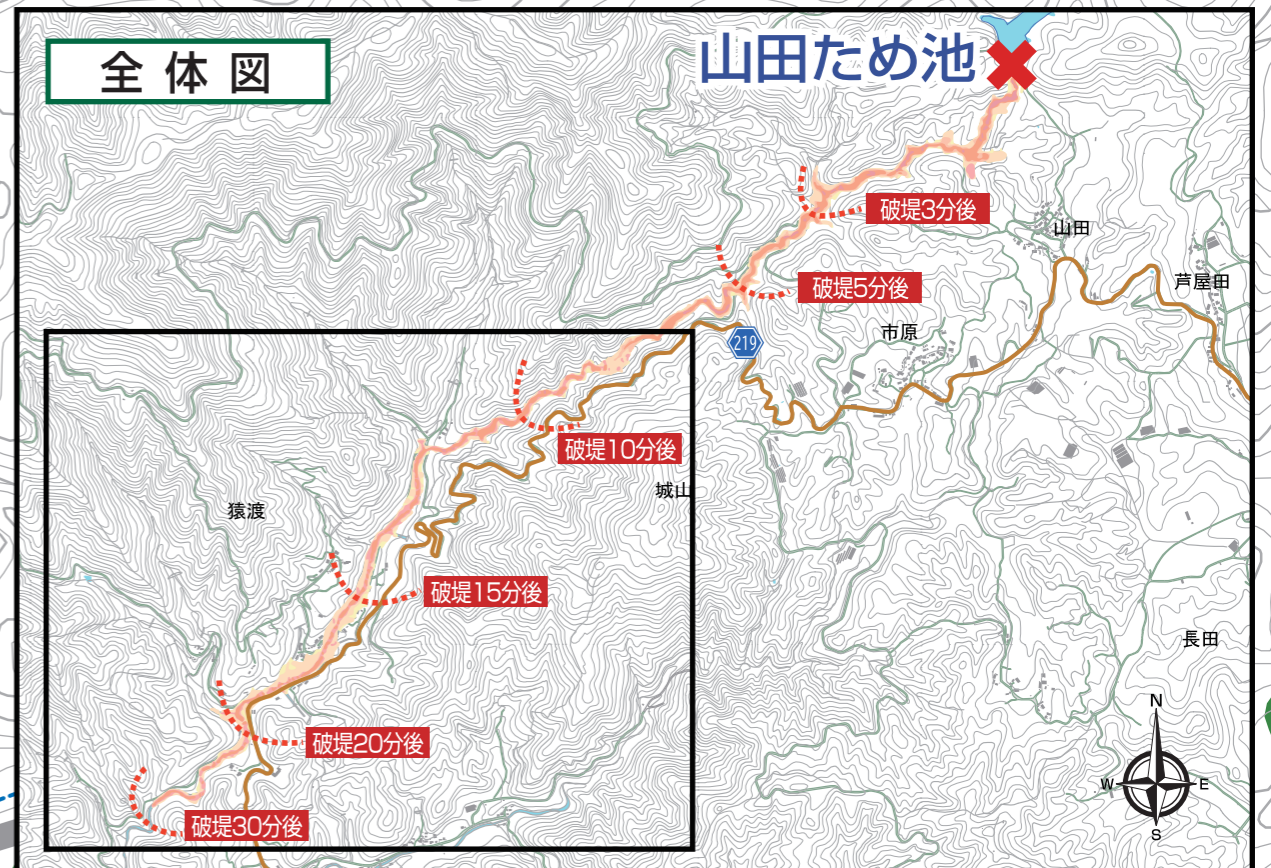 全体図
山田ため池
破堤3分後
山田
芦屋田
破堤5分後
219
市原
破堤10分後
城山
猿渡
破堤15分後
長田
N
W
E
S
破堤20分後
破堤30分後